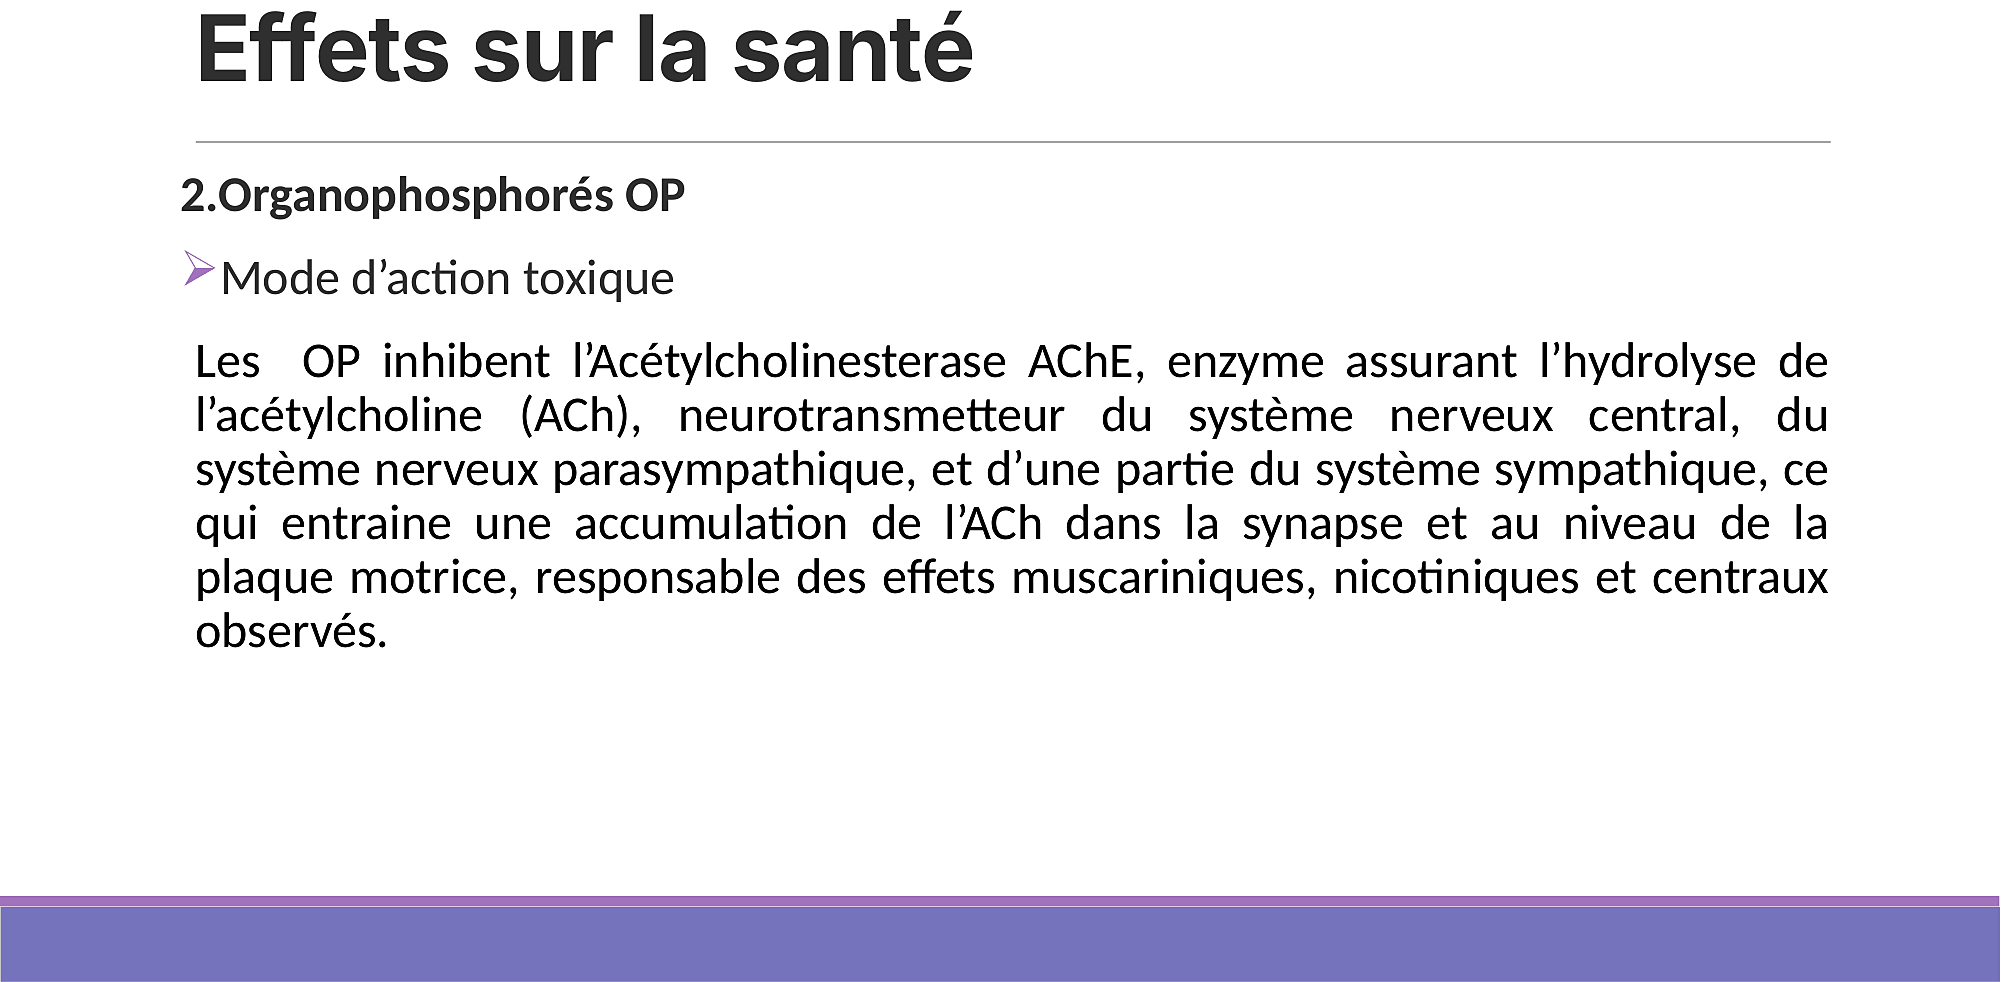 Effets sur la santé
2.Organophosphorés OP
Mode d’action toxique
Les OP inhibent l’Acétylcholinesterase AChE, enzyme assurant l’hydrolyse de
l’acétylcholine (ACh), neurotransmetteur du système nerveux central, du
système nerveux parasympathique, et d’une partie du système sympathique, ce
qui entraine une accumulation de l’ACh dans la synapse et au niveau de la
plaque motrice, responsable des effets muscariniques, nicotiniques et centraux
observés.